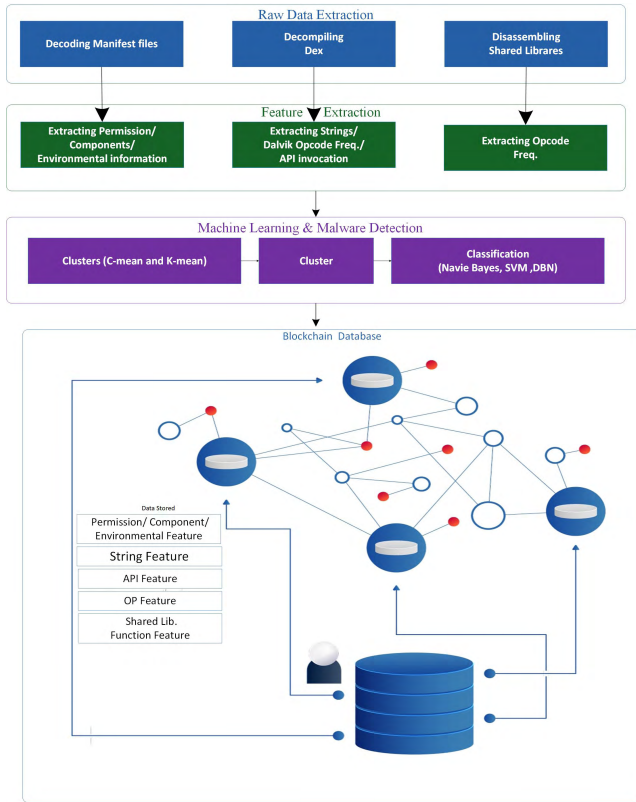 Raw Data Extraction
Decoding Manifest files
Decompiling
Dex
Disassembling
Shared Librares
Feature Extraction
Extracting Permission/
Components/
Environmental information
Extracting Strings/
Dalvik Opcode Freq./
API invocation
Extracting Opcode
Freq.
Machine Learning & Malware Detection
Clusters (C-mean and K-mean)
Cluster
Classification
(Navie Bayes, SVM ,DBN)
Blockchain Database
Data Stored
Permission/ Component/
Environmental Feature
String Feature
API Feature
OP Feature
Shared Lib.
Function Feature